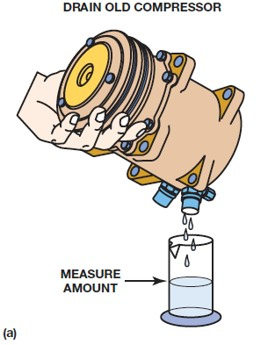 DRAIN OLD COMPRESSOR
MEASURE
AMOUNT
(a)